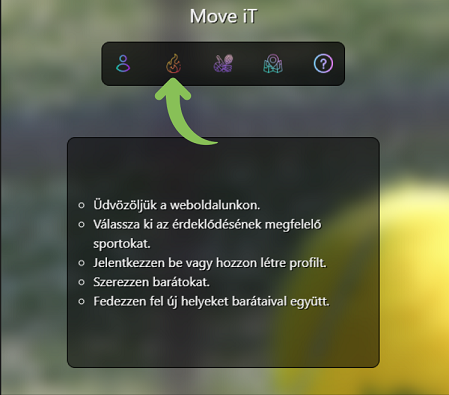 Move iT
Üdvözöljük a weboldalunkon.
Válassza ki az érdeklődésének megfelelő
sportokat.
Jelentkezzen be vagy hozzon létre profilt.
Szerezzen barátokat.
Fedezzen fel új helyeket barátaival együtt.